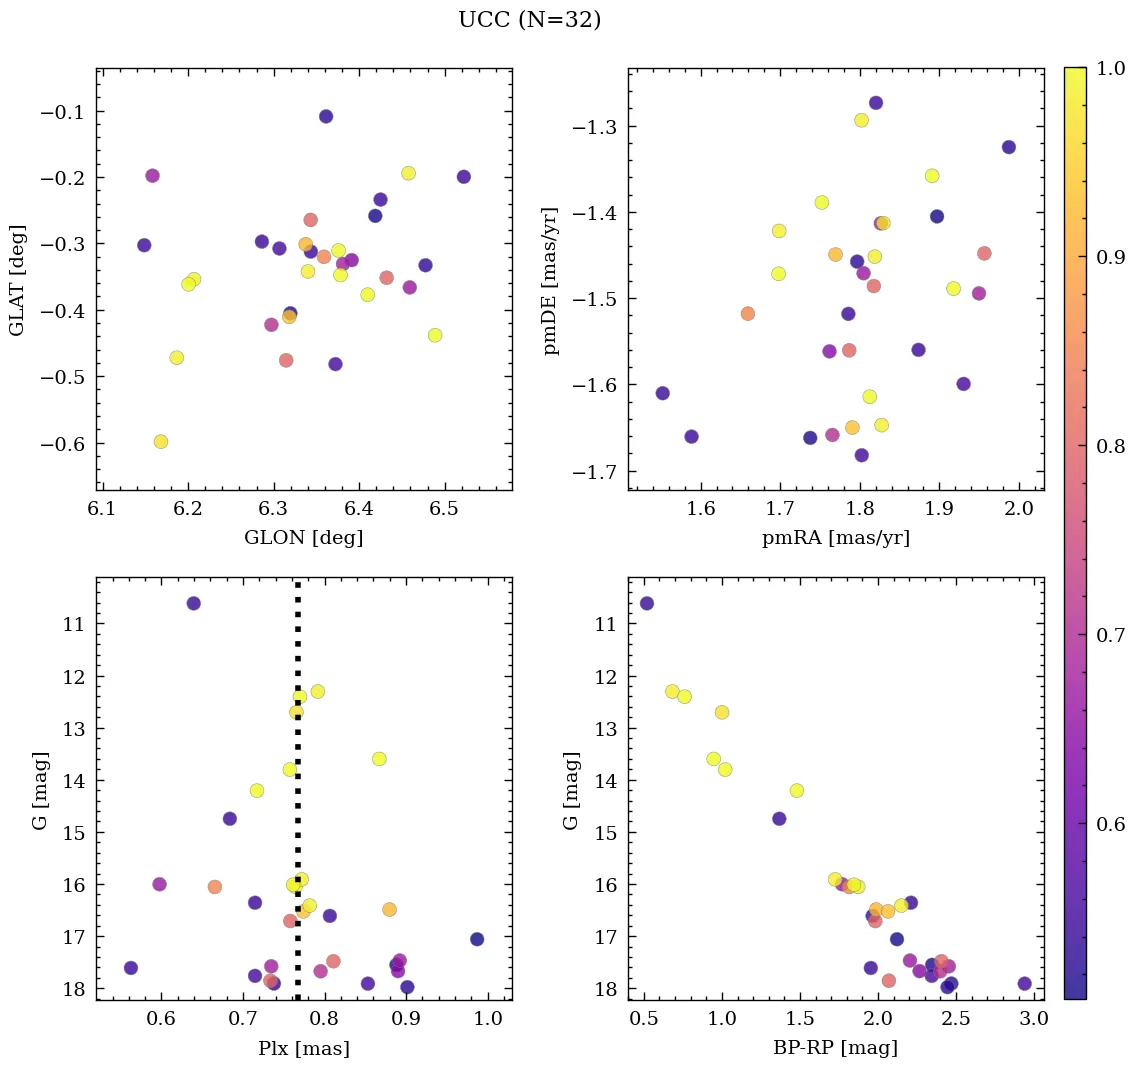 UCC (N=32)
−0.1
−0.2
−0.3
−0.4
−0.5
−0.6
GLAT [deg]
6.1 6.2 6.3 6.4 6.5
GLON [deg]
−1.3
−1.4
−1.5
−1.6
−1.7
pmDE [mas/yr]
1.6 1.7 1.8 1.9 2.0
pmRA [mas/yr]
1.0
0.9
0.8
0.7
0.6
11
12
13
14
15
16
17
18
G [mag]
0.6 0.7 0.8 0.9 1.0
Plx [mas]
11
12
13
14
15
16
17
18
G [mag]
0.5 1.0 1.5 2.0 2.5 3.0
BP-RP [mag]